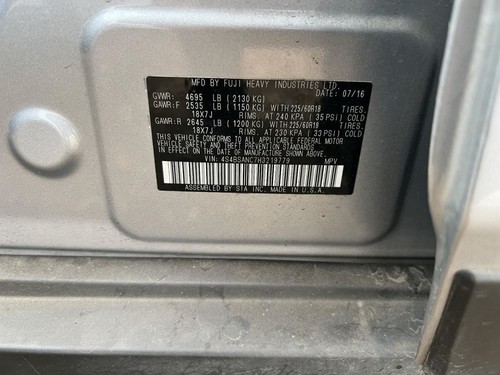 MFD BY FUJI HEAVY INDUSTRIES LTD.
DATE: 07/16
GVWR: 4695 LB (2130 KG)
GAWR:F 2535 LB (1150 KG) WITH 225/60R18 TIRES.
18X7J RIMS. AT 240 KPA (35 PSI) COLD
GAWR:R 2645 LB (1200 KG) WITH 225/60R18 TIRES.
18X7J RIMS. AT 230 KPA (33 PSI) COLD
THIS VEHICLE CONFORMS TO ALL APPLICABLE FEDERAL MOTOR
VEHICLE SAFETY AND THEFT PREVENTION STANDARDS
IN EFFECT ON THE DATE OF MANUFACTURE SHOWN ABOVE.
VIN: 4S4BSANC7H3219779 MPV
ASSEMBLED BY SIA INC. MADE IN U.S.A.